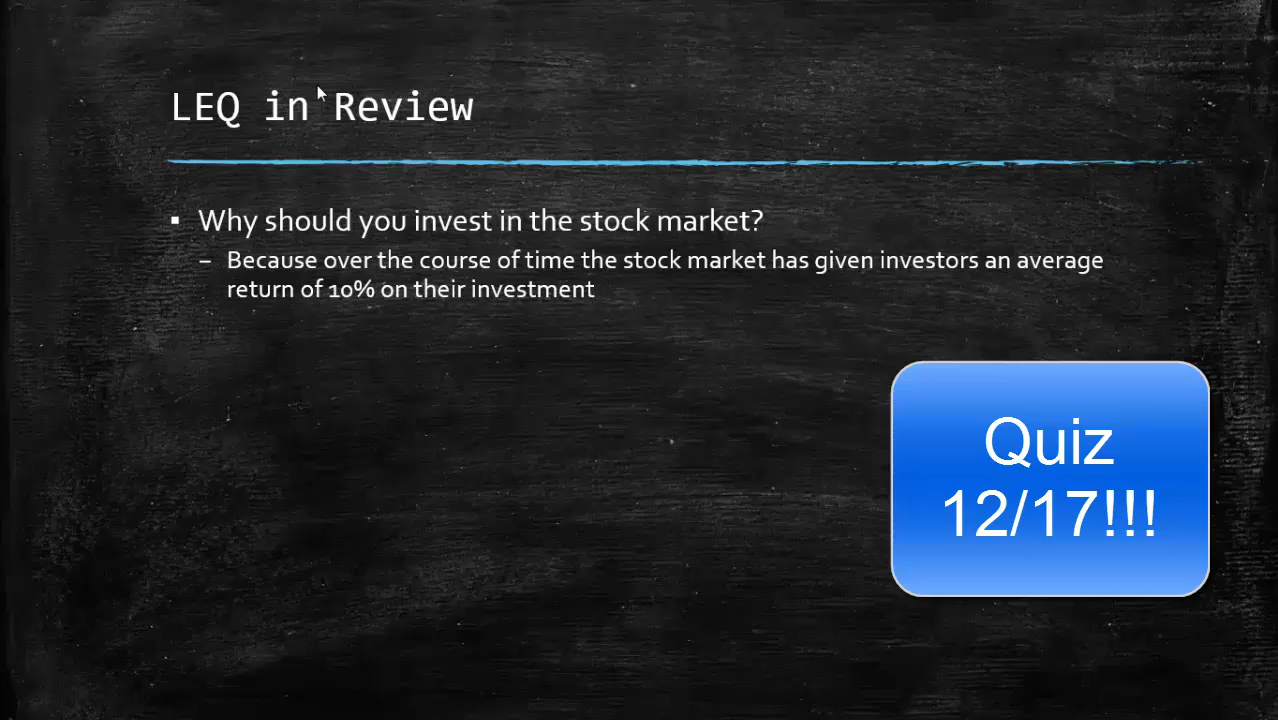 LEQ in Review
▪ Why should you invest in the stock market?
– Because over the course of time the stock market has given investors an average
return of 10% on their investment
Quiz
12/17!!!